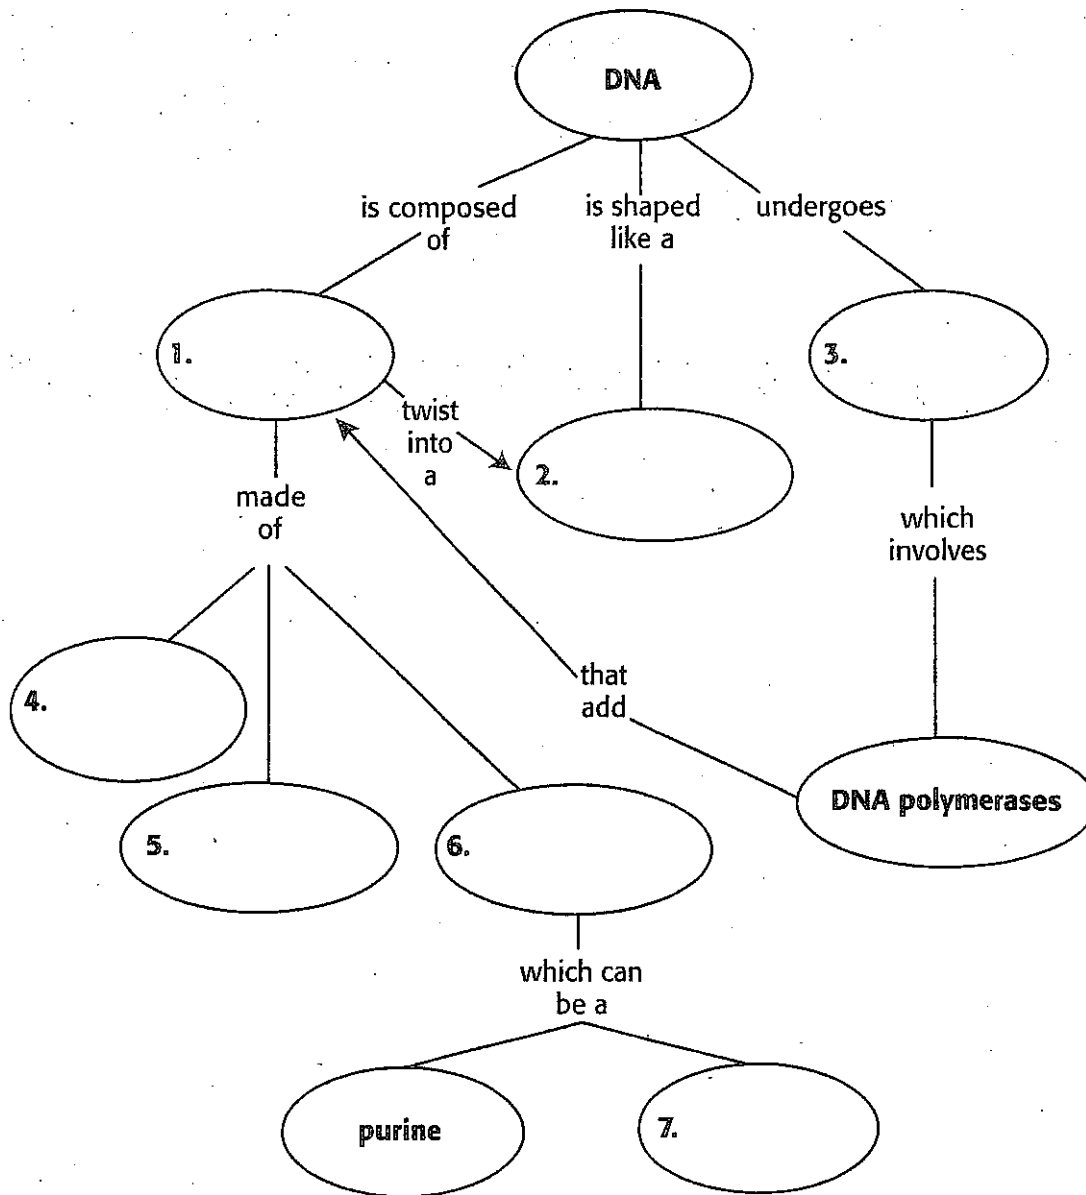 DNA
is composed
of
is shaped
like a
undergoes
1.
3.
twist
into
a
2.
made
of
which
involves
4.
that
add
DNA polymerases
5.
6.
which can
be a
purine
7.